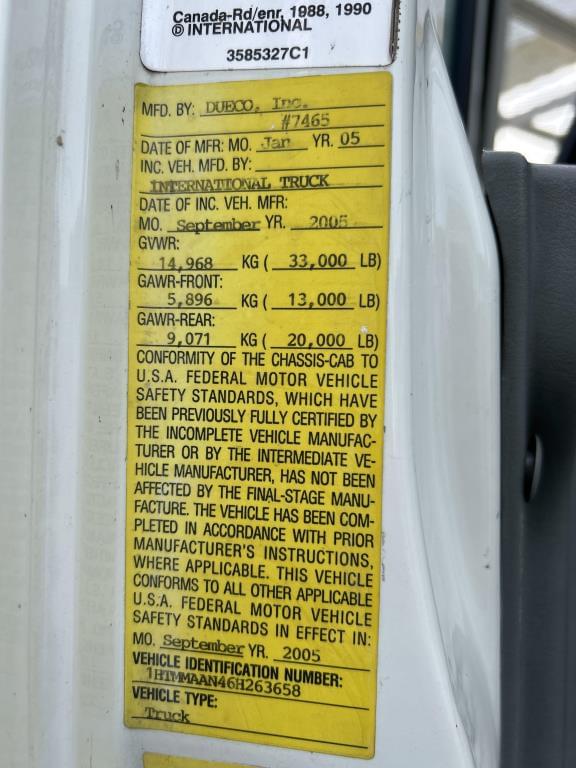 Canada-Rd/enr. 1988, 1990
© INTERNATIONAL
3585327C1
MFD. BY: DUECO, Inc.
#7465
DATE OF MFR: MO. Jan YR. 05
INC. VEH. MFD. BY:
INTERNATIONAL TRUCK
DATE OF INC. VEH. MFR:
MO. September YR. 2005
GVWR:
14,968 KG ( 33,000 LB)
GAWR-FRONT:
5,896 KG ( 13,000 LB)
GAWR-REAR:
9,071 KG ( 20,000 LB)
CONFORMITY OF THE CHASSIS-CAB TO
U.S.A. FEDERAL MOTOR VEHICLE
SAFETY STANDARDS, WHICH HAVE
BEEN PREVIOUSLY FULLY CERTIFIED BY
THE INCOMPLETE VEHICLE MANUFAC-
TURER OR BY THE INTERMEDIATE VE-
HICLE MANUFACTURER, HAS NOT BEEN
AFFECTED BY THE FINAL-STAGE MANU-
FACTURE. THE VEHICLE HAS BEEN COM-
PLETED IN ACCORDANCE WITH PRIOR
MANUFACTURER'S INSTRUCTIONS,
WHERE APPLICABLE. THIS VEHICLE
CONFORMS TO ALL OTHER APPLICABLE
U.S.A. FEDERAL MOTOR VEHICLE
SAFETY STANDARDS IN EFFECT IN:
MO. September YR. 2005
VEHICLE IDENTIFICATION NUMBER:
1HTMMAAN46H263658
VEHICLE TYPE:
Truck